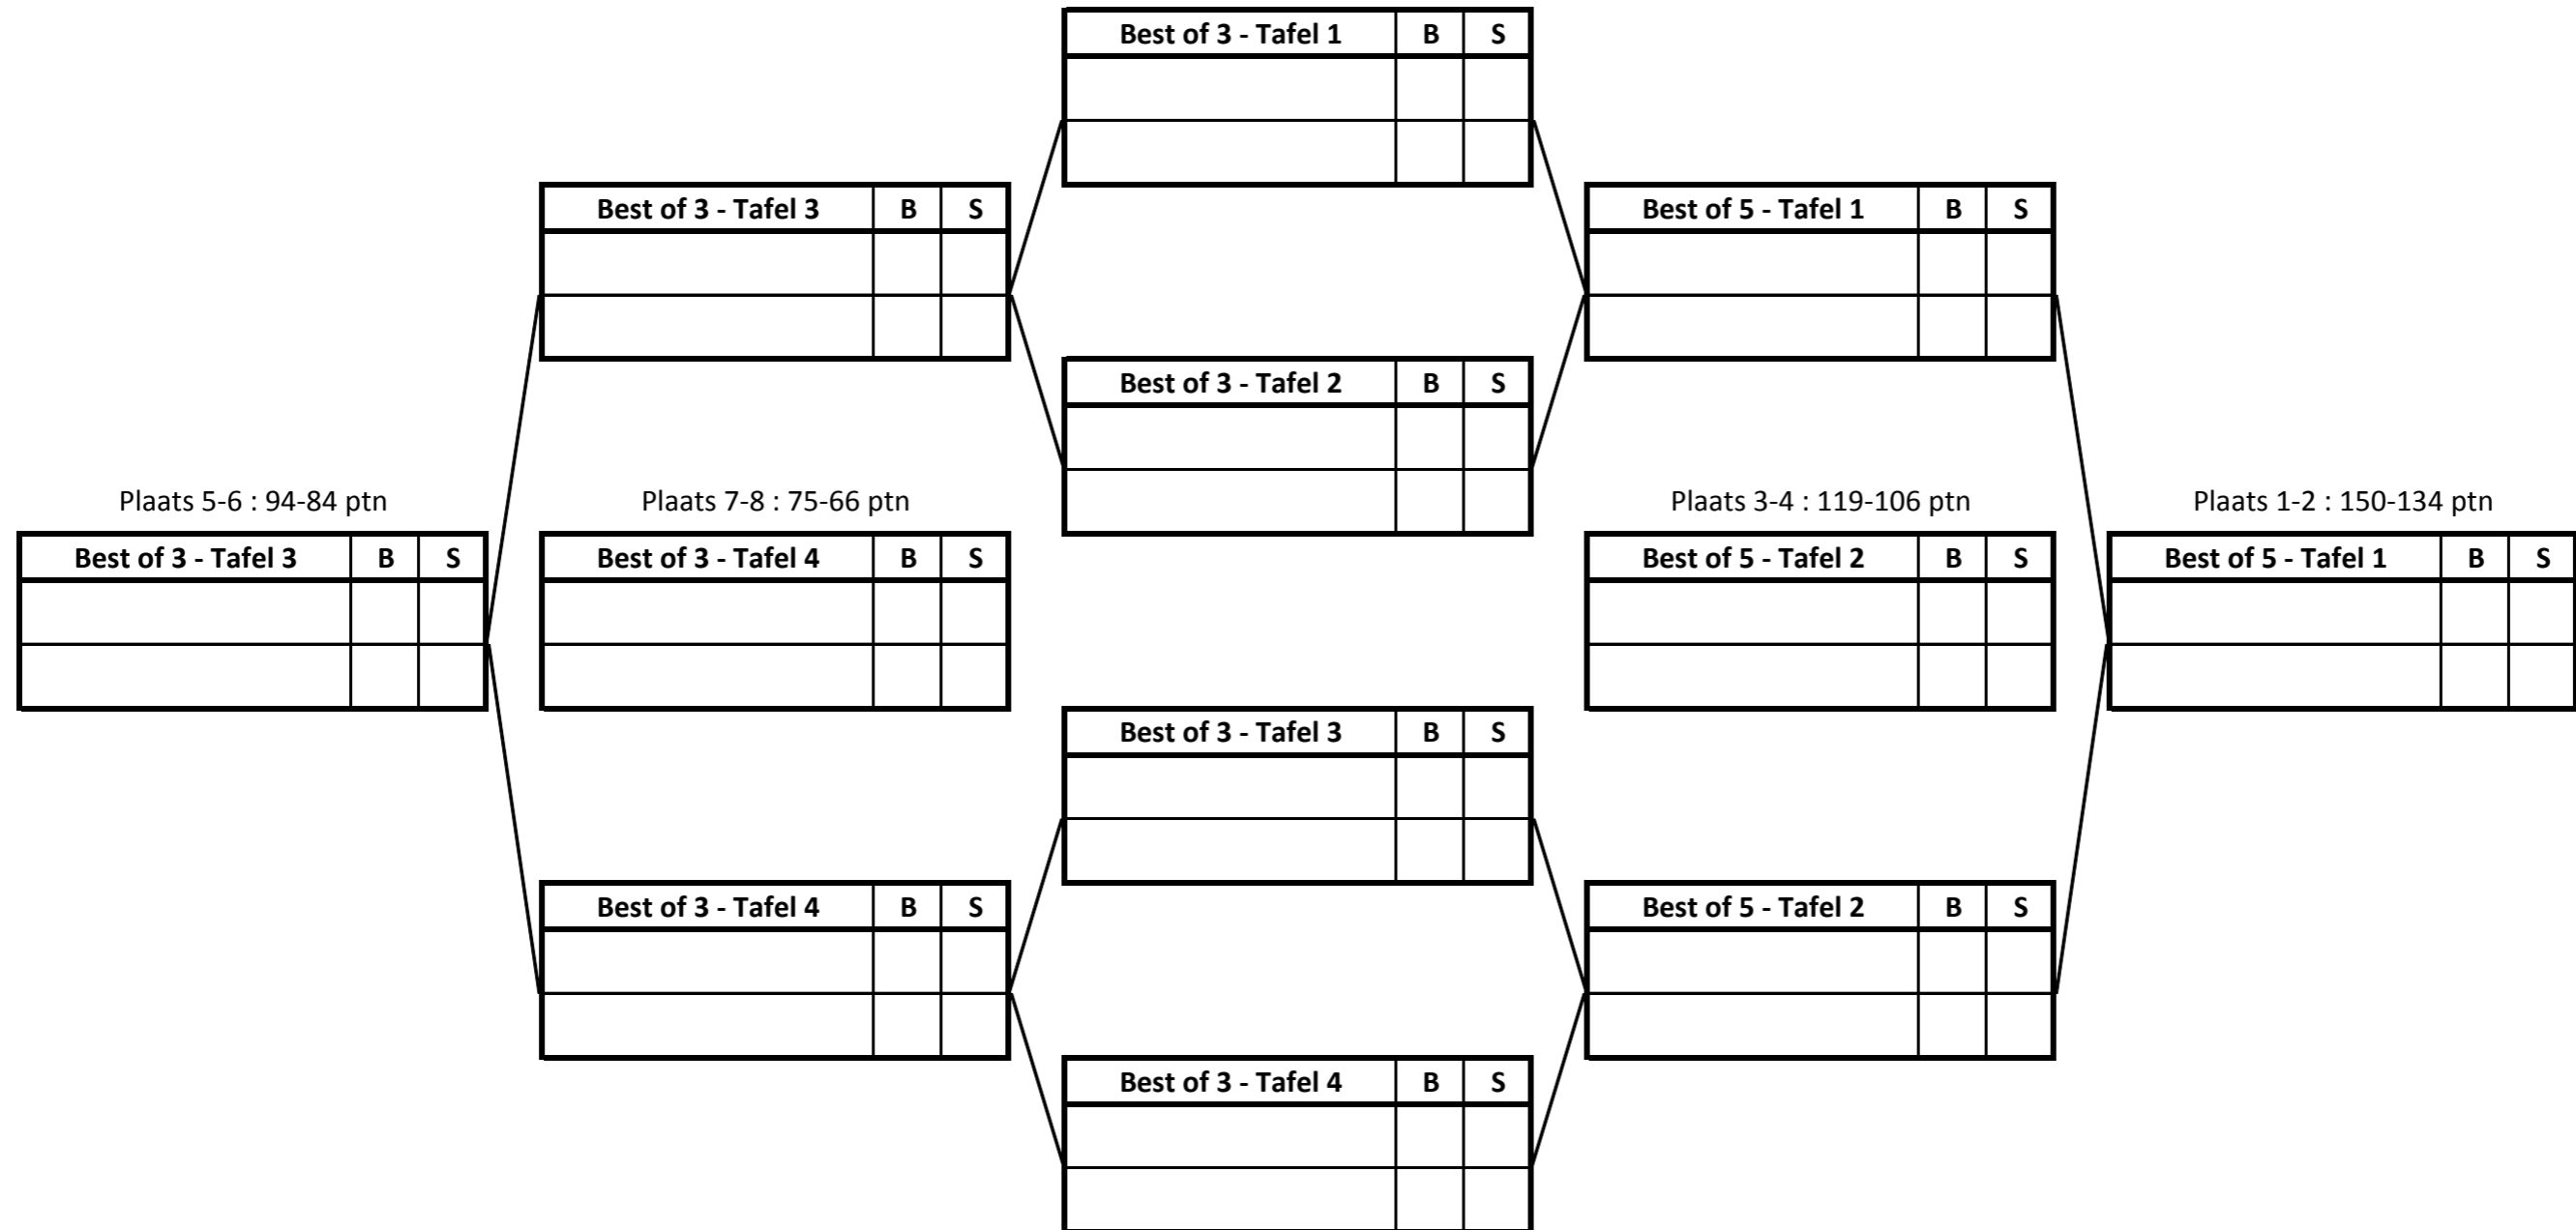 Best of 3 - Tafel 1 B S
Best of 3 - Tafel 3 B S
Best of 5 - Tafel 1 B S
Best of 3 - Tafel 2 B S
Plaats 5-6 : 94-84 ptn
Plaats 7-8 : 75-66 ptn
Plaats 3-4 : 119-106 ptn
Plaats 1-2 : 150-134 ptn
Best of 3 - Tafel 3 B S
Best of 3 - Tafel 4 B S
Best of 5 - Tafel 2 B S
Best of 5 - Tafel 1 B S
Best of 3 - Tafel 3 B S
Best of 3 - Tafel 4 B S
Best of 5 - Tafel 2 B S
Best of 3 - Tafel 4 B S